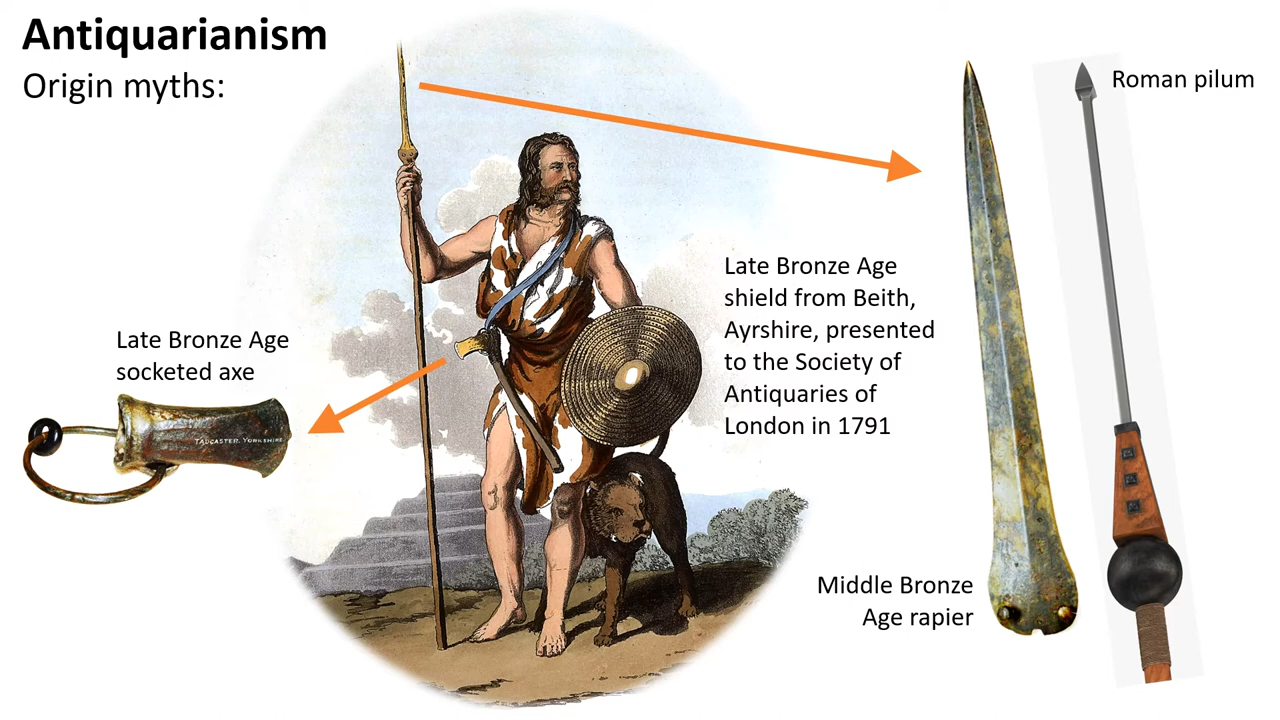 Antiquarianism
Origin myths:
Roman pilum
Late Bronze Age
shield from Beith,
Ayrshire, presented
to the Society of
Antiquaries of
London in 1791
Late Bronze Age
socketed axe
TADCASTER. YORKSHIRE
Middle Bronze
Age rapier